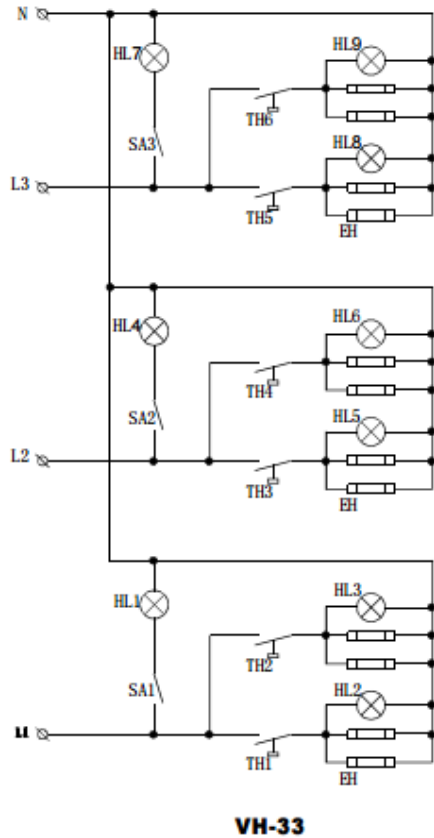 N
HL7
HL9
TH6
SA3
HL8
L3
TH5
EH
HL4
HL6
TH4
SA2
HL5
L2
TH3
EH
HL1
HL3
TH2
SA1
HL2
TH1
EH
VH-33